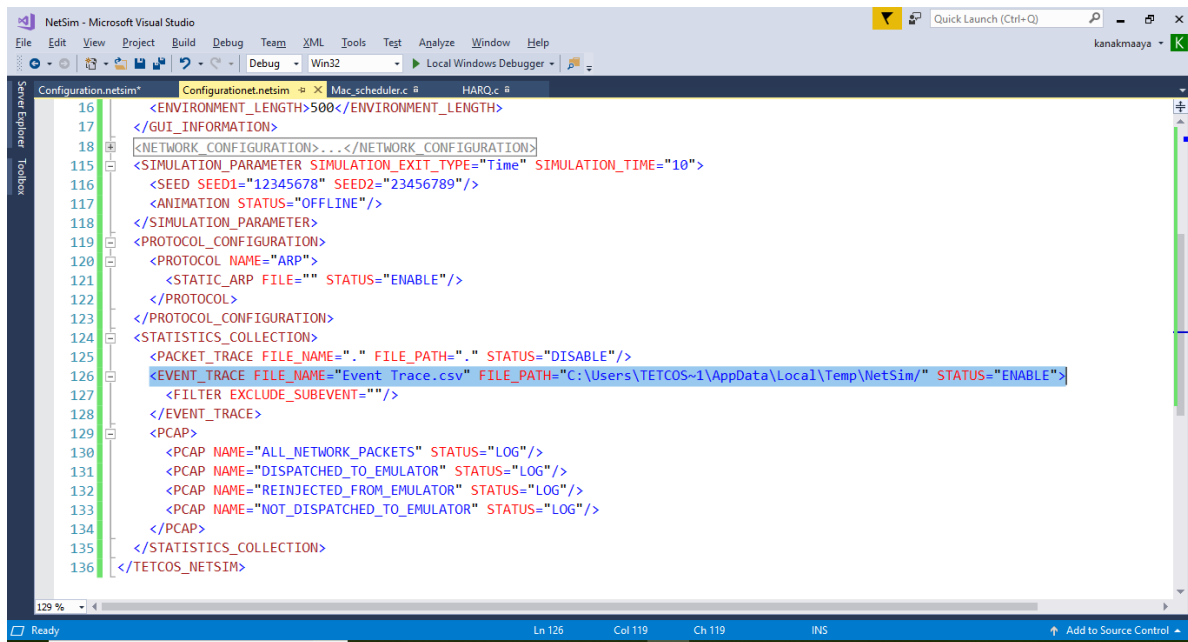 NetSim - Microsoft Visual Studio
Quick Launch (Ctrl+Q)
File Edit View Project Build Debug Team XML Tools Test Analyze Window Help
kanakmaaya K
Debug Win32 Local Windows Debugger
Server Explorer
Toolbox
Configuration.netsim* Configurationet.netsim Mac_scheduler.c HARQ.c
16 <ENVIRONMENT_LENGTH>500</ENVIRONMENT_LENGTH>
17 </GUI_INFORMATION>
18 <NETWORK_CONFIGURATION>...</NETWORK_CONFIGURATION>
115 <SIMULATION_PARAMETER SIMULATION_EXIT_TYPE="Time" SIMULATION_TIME="10">
116 <SEED SEED1="12345678" SEED2="23456789"/>
117 <ANIMATION STATUS="OFFLINE"/>
118 </SIMULATION_PARAMETER>
119 <PROTOCOL_CONFIGURATION>
120 <PROTOCOL NAME="ARP">
121 <STATIC_ARP FILE="" STATUS="ENABLE"/>
122 </PROTOCOL>
123 </PROTOCOL_CONFIGURATION>
124 <STATISTICS_COLLECTION>
125 <PACKET_TRACE FILE_NAME="." FILE_PATH="." STATUS="DISABLE"/>
126 <EVENT_TRACE FILE_NAME="Event Trace.csv" FILE_PATH="C:\Users\TETCOS~1\AppData\Local\Temp\NetSim/" STATUS="ENABLE">
127 <FILTER EXCLUDE_SUBEVENT=""/>
128 </EVENT_TRACE>
129 <PCAP>
130 <PCAP NAME="ALL_NETWORK_PACKETS" STATUS="LOG"/>
131 <PCAP NAME="DISPATCHED_TO_EMULATOR" STATUS="LOG"/>
132 <PCAP NAME="REINJECTED_FROM_EMULATOR" STATUS="LOG"/>
133 <PCAP NAME="NOT_DISPATCHED_TO_EMULATOR" STATUS="LOG"/>
134 </PCAP>
135 </STATISTICS_COLLECTION>
136 </TETCOS_NETSIM>
129 %
Ready Ln 126 Col 119 Ch 119 INS Add to Source Control